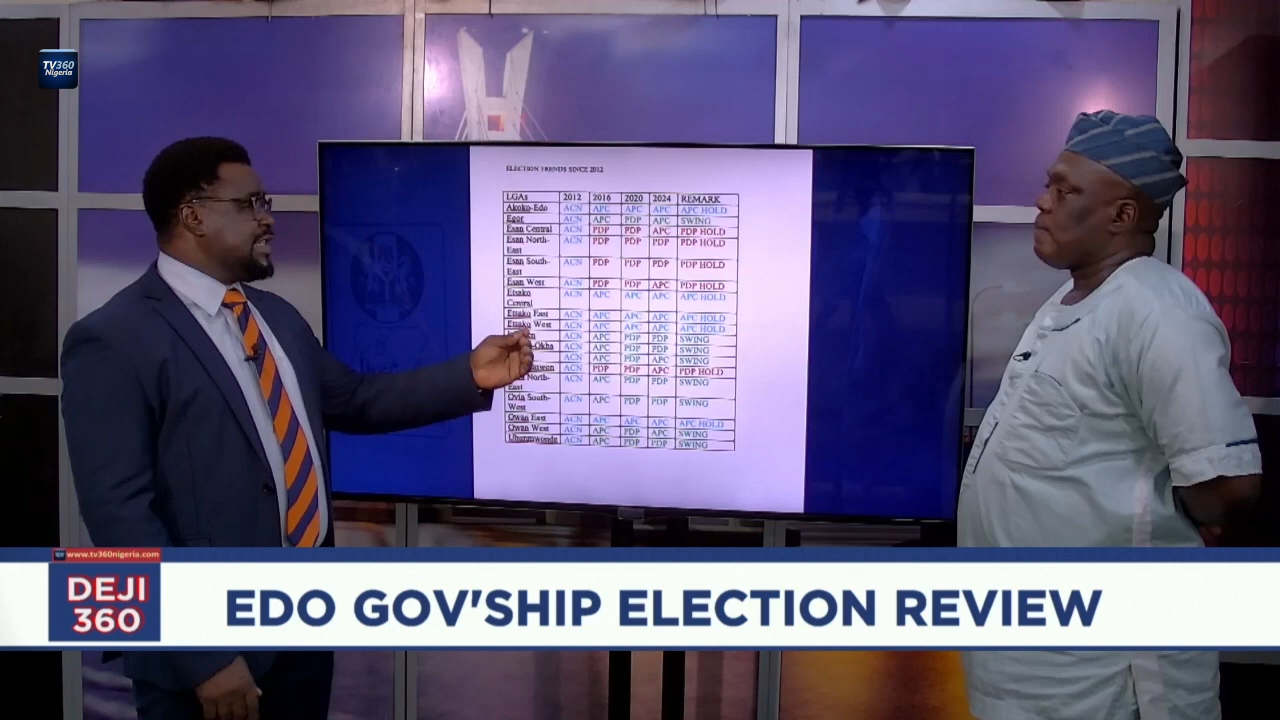 TV360
Nigeria
ELECTION TRENDS SINCE 2012
LGAs 2012 2016 2020 2024 REMARK
Akoko-Edo ACN APC APC APC APC HOLD
Egor ACN APC PDP APC SWING
Esan Central ACN PDP PDP APC PDP HOLD
Esan North-
East ACN PDP PDP PDP PDP HOLD
Esan South-
East ACN PDP PDP PDP PDP HOLD
Esan West ACN PDP PDP APC PDP HOLD
Etsako
Central ACN APC APC APC APC HOLD
Etsako East ACN APC APC APC APC HOLD
Etsako West ACN APC APC APC APC HOLD
ACN APC PDP PDP SWING
-Okha ACN APC PDP PDP SWING
ACN APC PDP APC SWING
ACN PDP PDP APC PDP HOLD
North-
East ACN APC PDP PDP SWING
Ovia South-
West ACN APC PDP PDP SWING
Owan East ACN APC APC APC APC HOLD
Owan West ACN APC PDP APC SWING
Uhunmwonde ACN APC PDP PDP SWING
www.tv360nigeria.com
DEJI
360
EDO GOV'SHIP ELECTION REVIEW